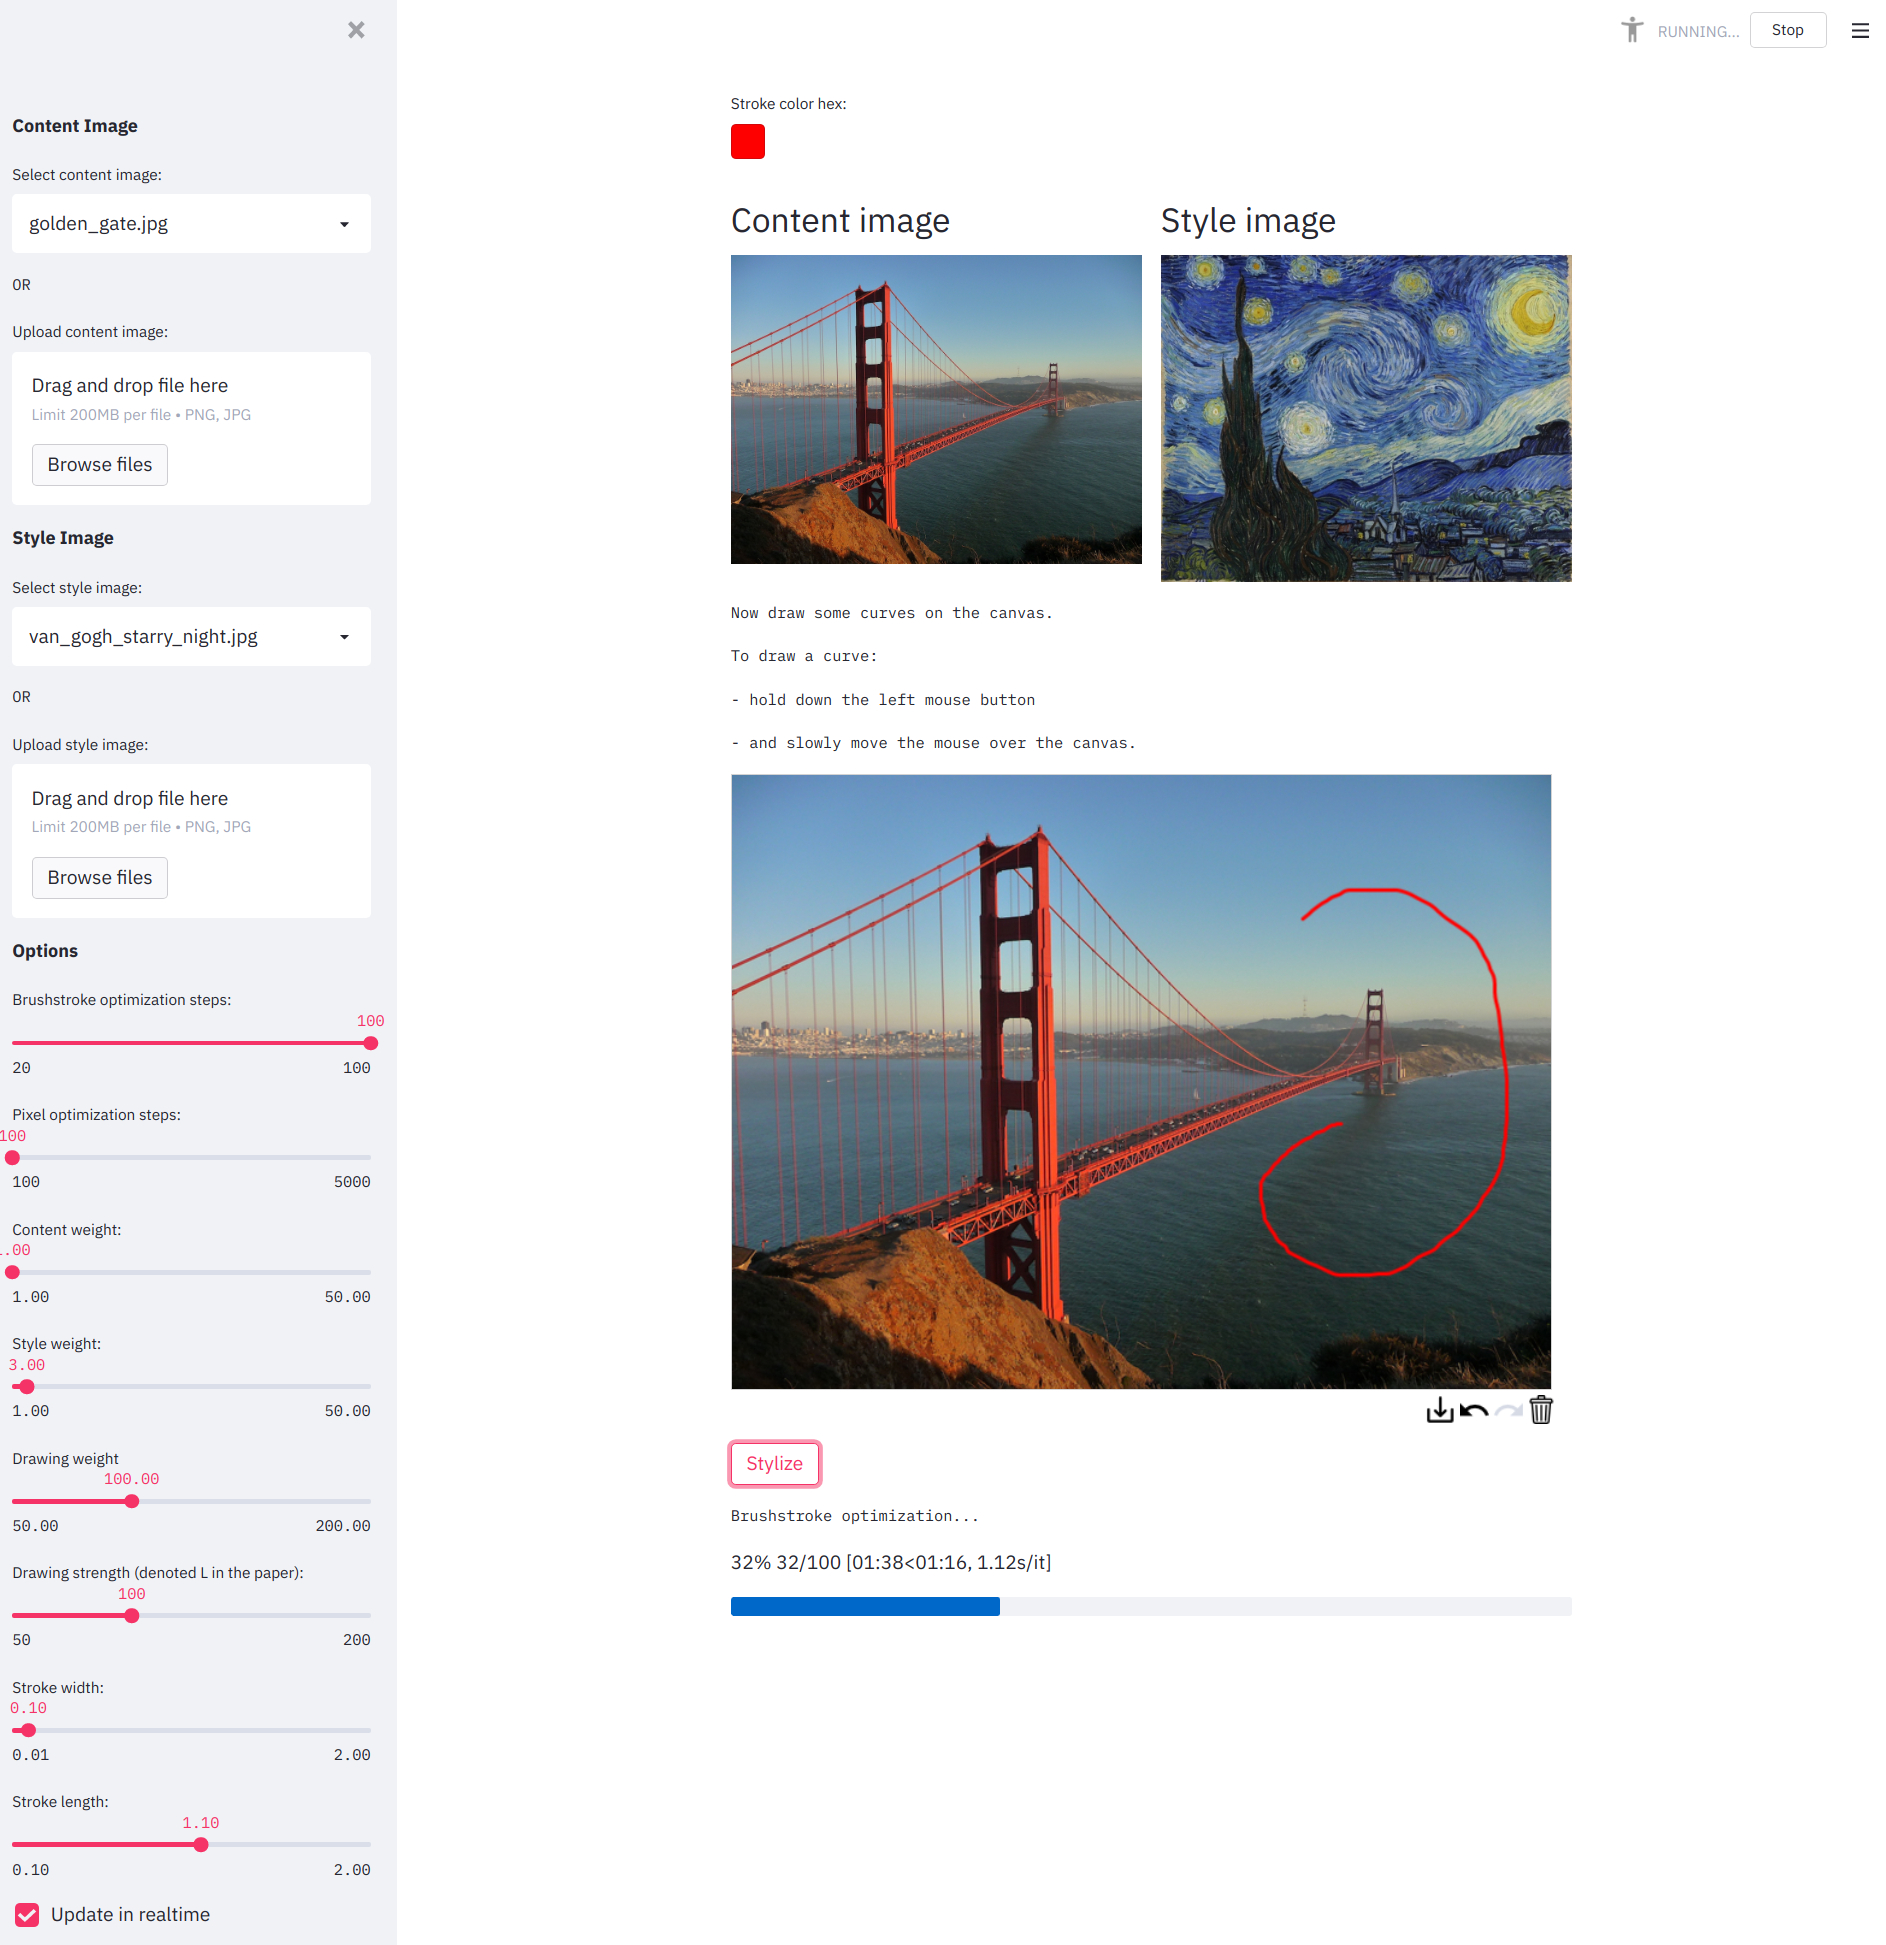 RUNNING...
Stop
Content Image
Select content image:
golden_gate.jpg
OR
Upload content image:
Drag and drop file here
Limit 200MB per file • PNG, JPG
Browse files
Style Image
Select style image:
van_gogh_starry_night.jpg
OR
Upload style image:
Drag and drop file here
Limit 200MB per file • PNG, JPG
Browse files
Options
Brushstroke optimization steps:
100
20 100
Pixel optimization steps:
100
100 5000
Content weight:
.00
1.00 50.00
Style weight:
3.00
1.00 50.00
Drawing weight
100.00
50.00 200.00
Drawing strength (denoted L in the paper):
100
50 200
Stroke width:
0.10
0.01 2.00
Stroke length:
1.10
0.10 2.00
Update in realtime
Stroke color hex:
Content image
Style image
Now draw some curves on the canvas.
To draw a curve:
- hold down the left mouse button
- and slowly move the mouse over the canvas.
Stylize
Brushstroke optimization...
32% 32/100 [01:38<01:16, 1.12s/it]